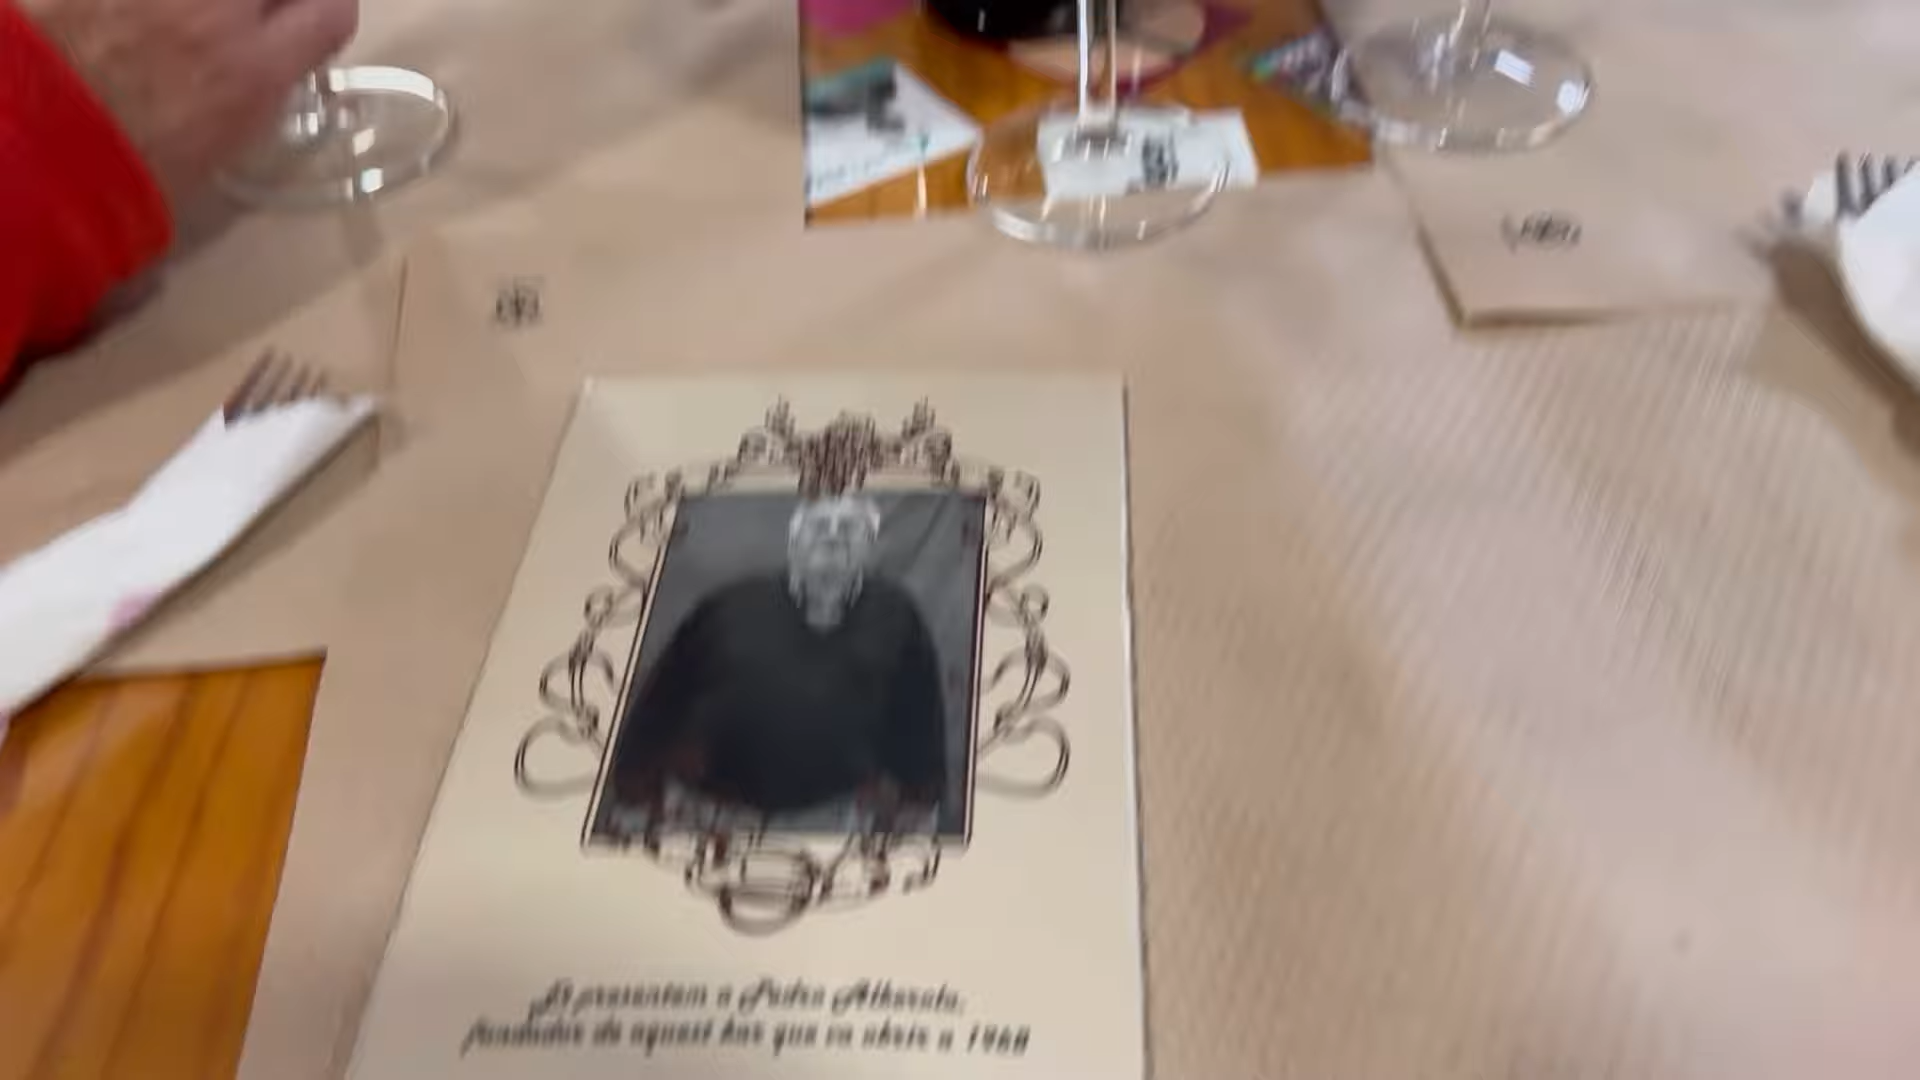 Et presentem a Pedro Alberola,
fundador de aquest bar que va obrir a 1968